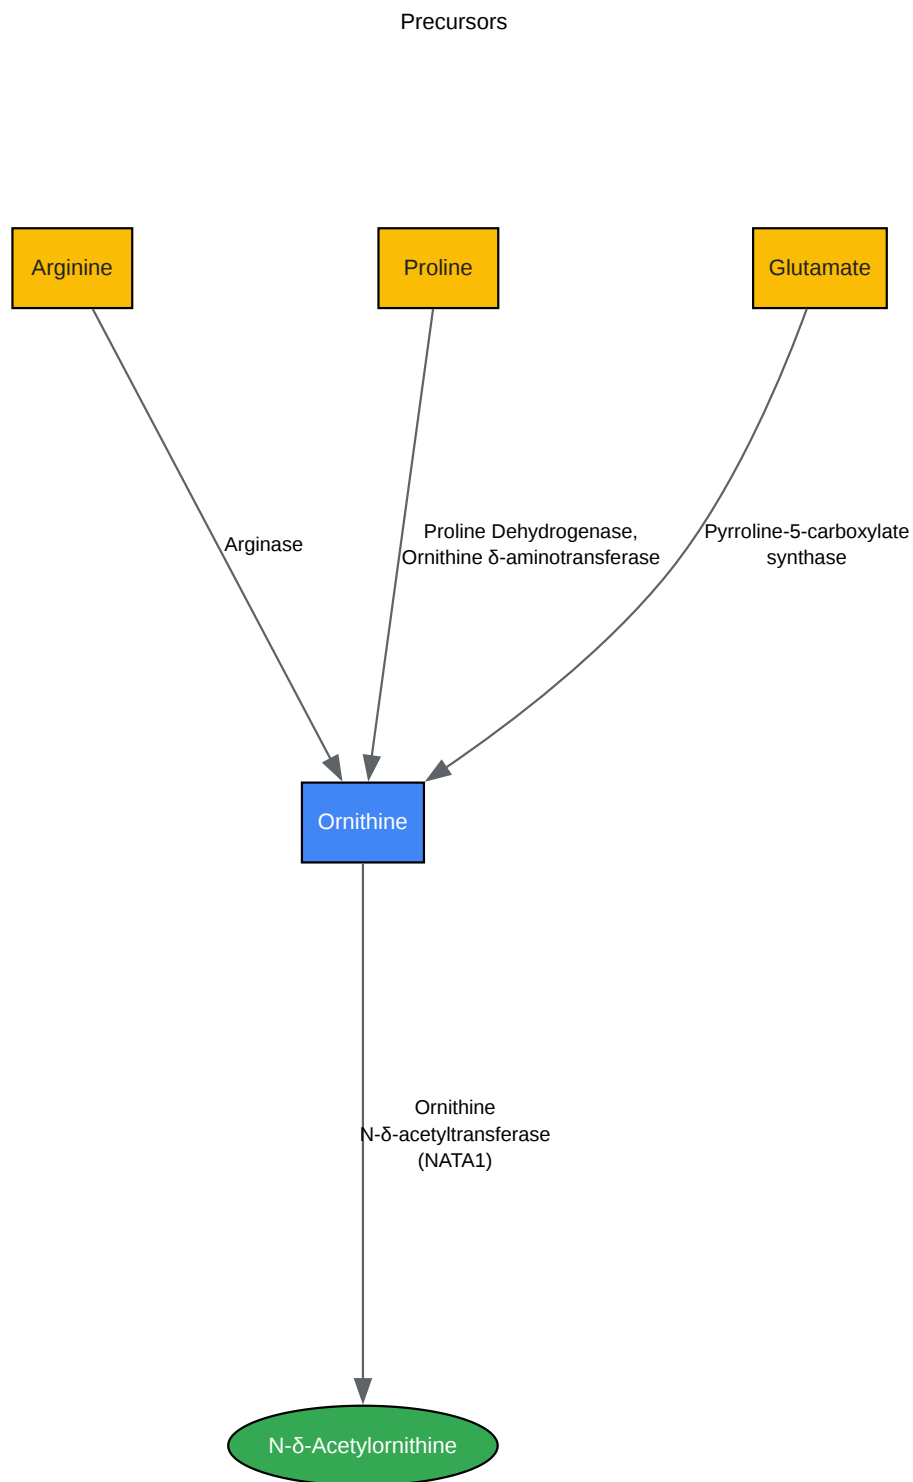 Precursors
Arginine
Proline
Glutamate
Arginase
Proline Dehydrogenase,
Ornithine δ-aminotransferase
Pyrroline-5-carboxylate
synthase
Ornithine
Ornithine
N-δ-acetyltransferase
(NATA1)
N-δ-Acetylornithine